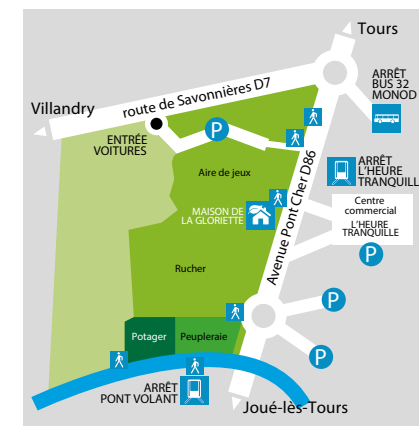 Tours
ARRÊT
BUS 32
MONOD
route de Savonnières D7
Villandry
P
ENTRÉE
VOITURES
Aire de jeux
ARRÊT
L'HEURE
TRANQUILL
Centre
commercial
L'HEURE
TRANQUILLE
P
MAISON DE
LA GLORIETTE
Avenue Pont Cher D86
Rucher
P
Potager
Peupleraie
P
ARRÊT
PONT VOLANT
Joué-lès-Tours